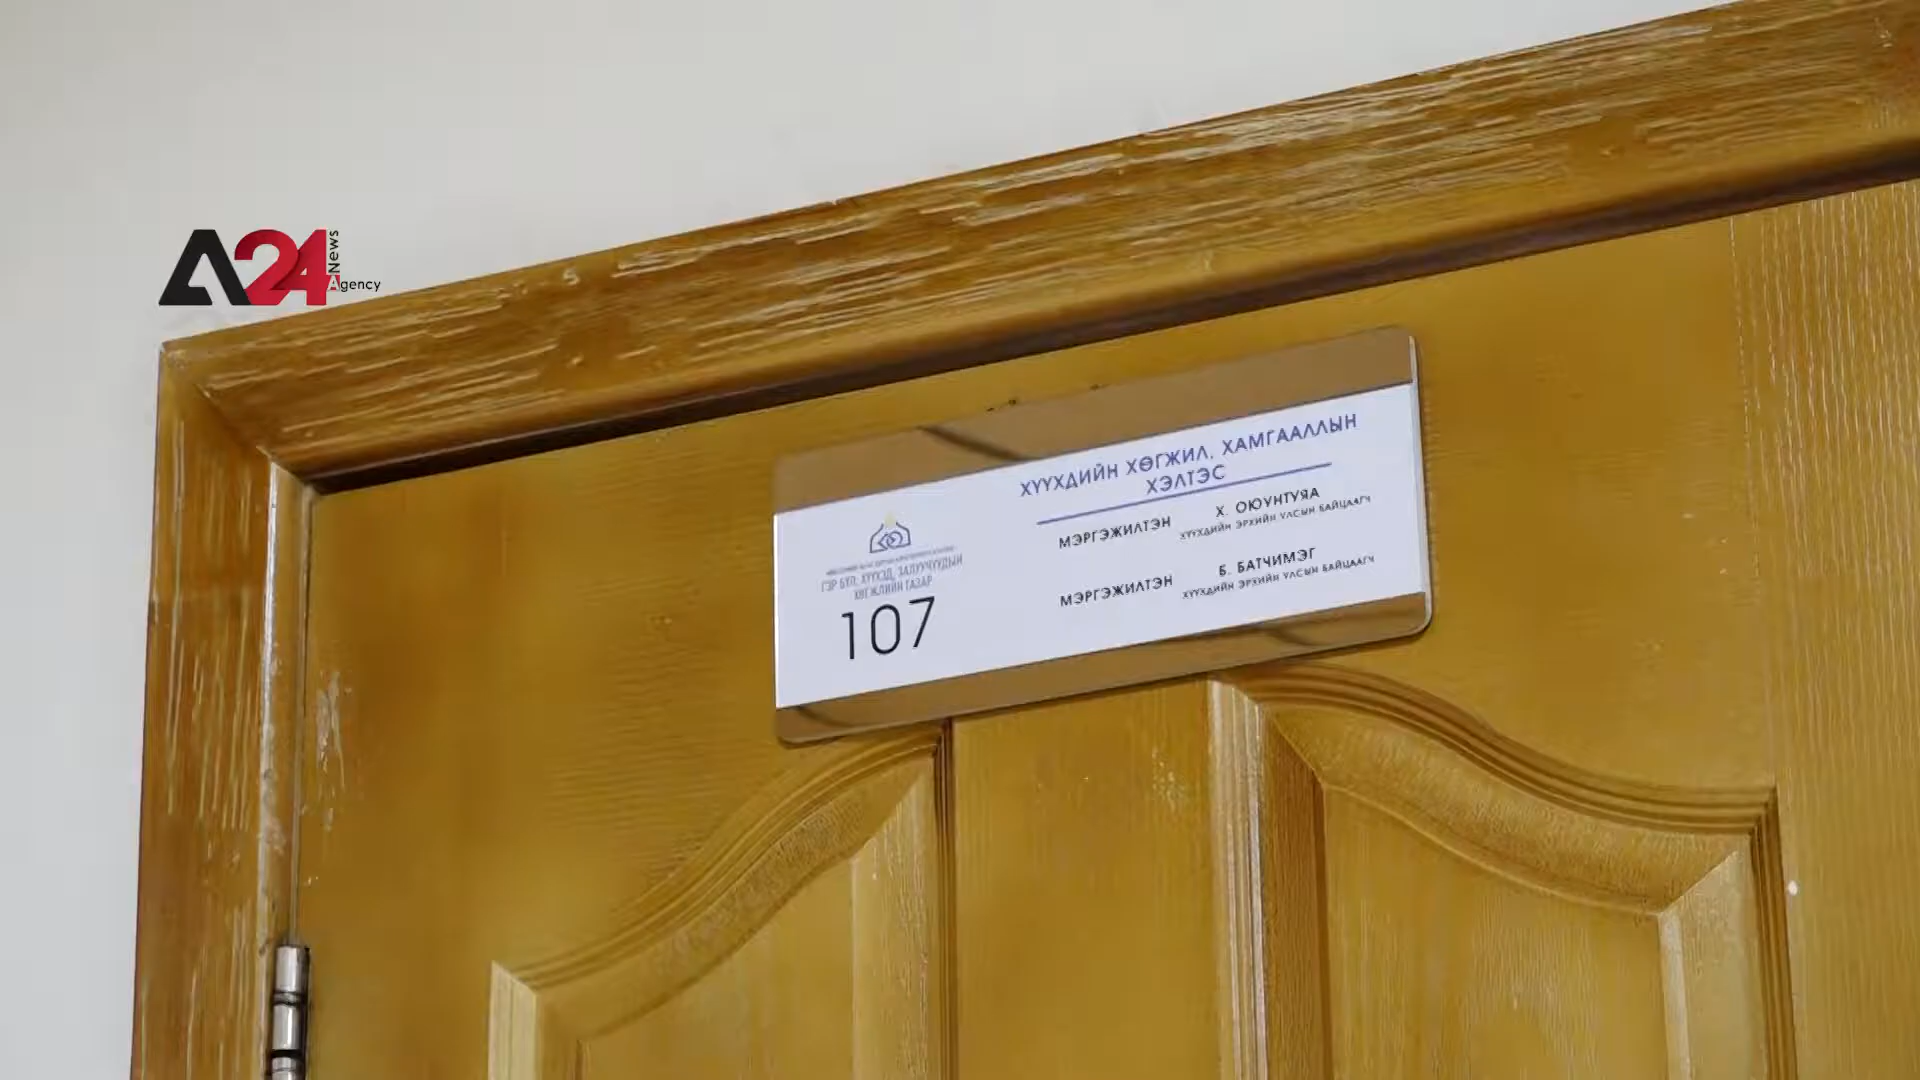 A24
News
Agency
ХҮҮХДИЙН ХӨГЖИЛ, ХАМГААЛЛЫН
ХЭЛТЭС
МЭРГЭЖИЛТЭН
Х. ОЮУНТУЯА
ХҮҮХДИЙН ЭРХИЙН УЛСЫН БАЙЦААГЧ
МЭРГЭЖИЛТЭН
Б. БАТЧИМЭГ
ХҮҮХДИЙН ЭРХИЙН УЛСЫН БАЙЦААГЧ
ГЭР БҮЛ, ХҮҮХЭД, ЗАЛУУЧУУДЫН
ХӨГЖЛИЙН ГАЗАР
107